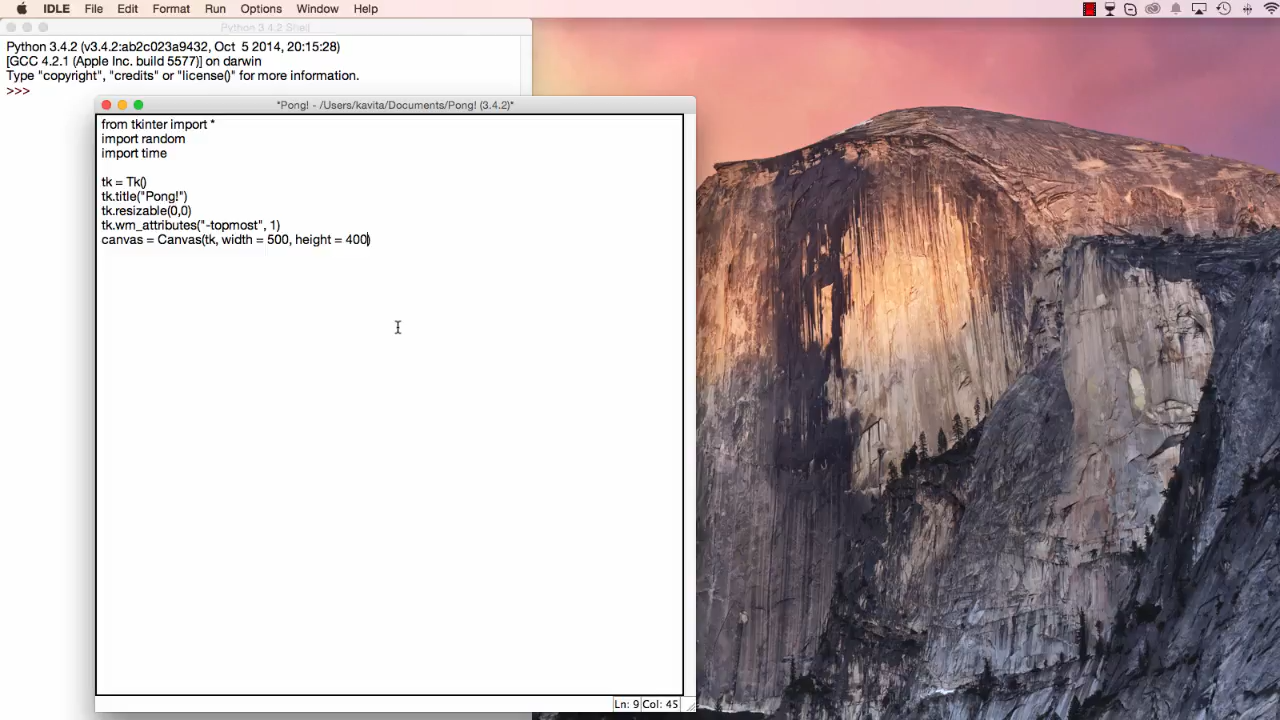 IDLE File Edit Format Run Options Window Help
Python 3.4.2 Shell
Python 3.4.2 (v3.4.2:ab2c023a9432, Oct  5 2014, 20:15:28)
[GCC 4.2.1 (Apple Inc. build 5577)] on darwin
Type "copyright", "credits" or "license()" for more information.
>>>
*Pong! - /Users/kavita/Documents/Pong! (3.4.2)*
from tkinter import *
import random
import time
tk = Tk()
tk.title("Pong!")
tk.resizable(0,0)
tk.wm_attributes("-topmost", 1)
canvas = Canvas(tk, width = 500, height = 400)
Ln: 9 Col: 45